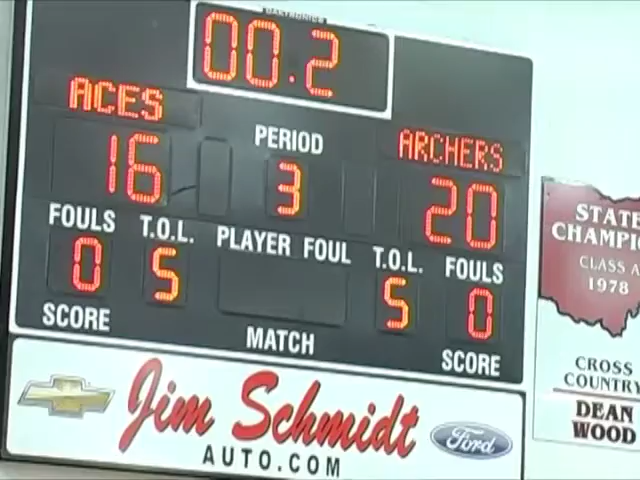 DAKTRONICS
00.2
ACES
ARCHERS
PERIOD
16
3
20
FOULS
T.O.L.
PLAYER FOUL
T.O.L.
FOULS
0
5
5
0
SCORE
MATCH
SCORE
Jim Schmidt
AUTO.COM
Ford
STATE
CHAMPIO
CLASS A
1978
CROSS
COUNTRY
DEAN
WOOD